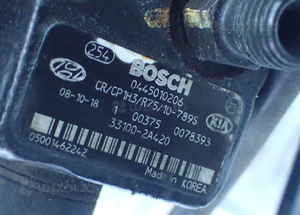 254
BOSCH
0445010206
CR/CP1H3/R75/10-789S
08-10-18 1 00375 0078393
KIA
33100-2A420
05001462242
Made in KOREA